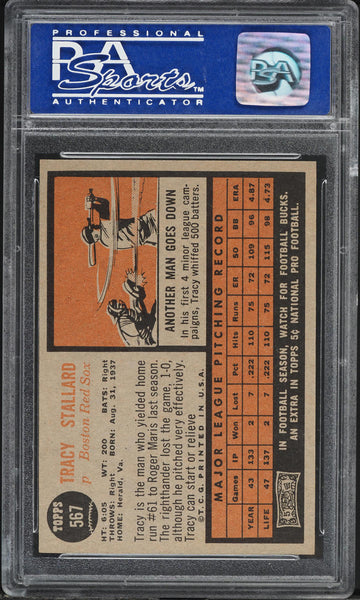 PROFESSIONAL
PSA
Sports
TM
AUTHENTICATOR
PSA
TOPPS
567
TRACY STALLARD
p Boston Red Sox
HT: 6:05 WT: 200 BATS: Right
THROWS: Right BORN: Aug. 31, 1937
HOME: Herald, Va.
Tracy is the man who yielded home
run #61 to Roger Maris last season.
The righthander lost the game, 1-0,
although he pitched very effectively.
Tracy can start or relieve
©T.C.G. PRINTED IN U.S.A.
ANOTHER MAN GOES DOWN
In his first 4 minor league cam-
paigns, Tracy whiffed 500 batters.
MAJOR LEAGUE PITCHING RECORD
Games IP Won Lost Pct. Hits Runs ER SO BB ERA
YEAR 43 133 2 7 .222 110 75 72 109 96 4.87
LIFE 47 137 2 7 .222 110 75 72 115 98 4.73
IN FOOTBALL SEASON, WATCH FOR FOOTBALL BUCKS.
AN EXTRA IN TOPPS 5¢ NATIONAL PRO FOOTBALL.